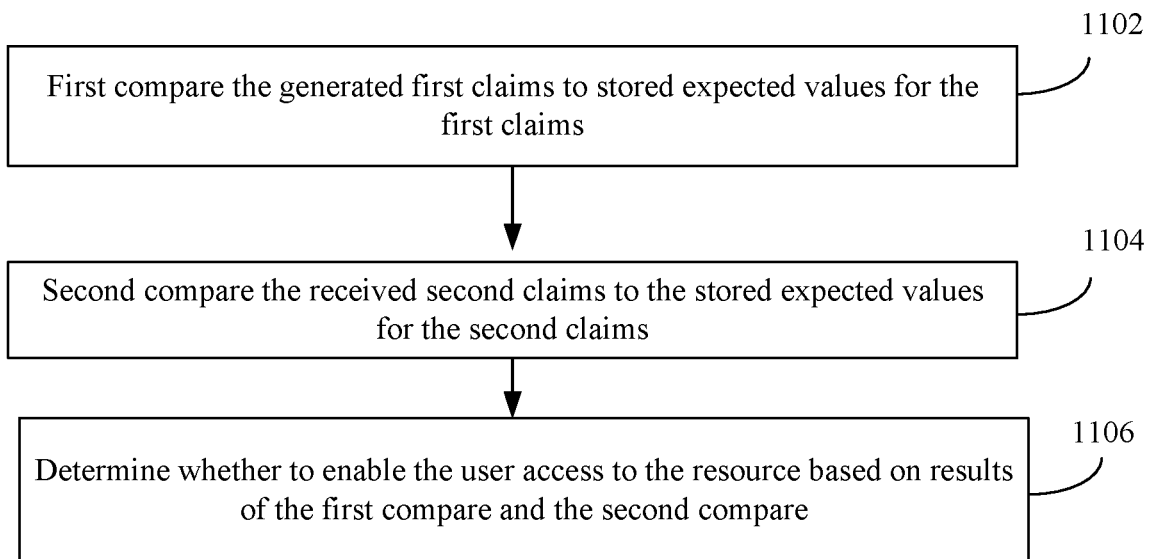 1102
First compare the generated first claims to stored expected values for the
first claims
1104
Second compare the received second claims to the stored expected values
for the second claims
1106
Determine whether to enable the user access to the resource based on results
of the first compare and the second compare